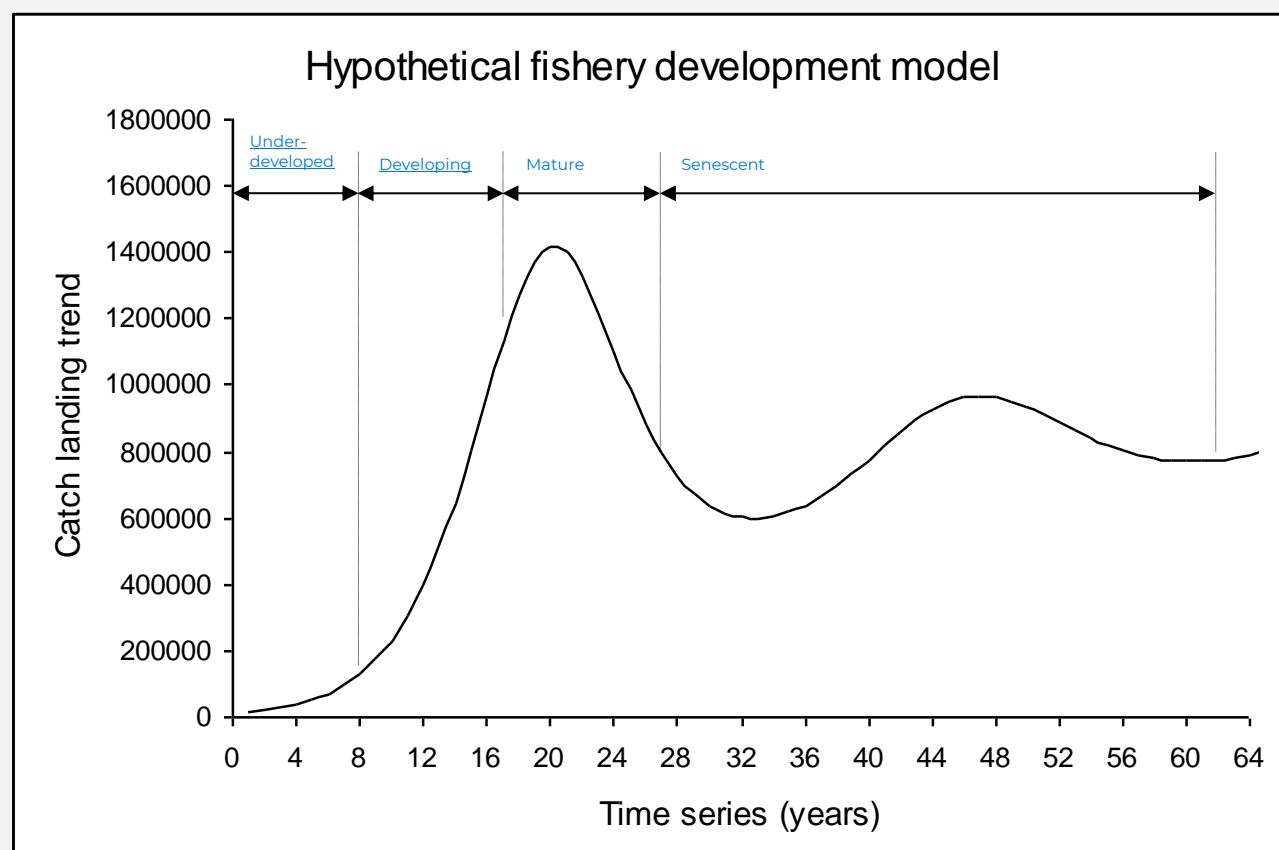 Hypothetical fishery development model
1800000
1600000
1400000
1200000
1000000
800000
600000
400000
200000
0
Catch landing trend
Under-
developed
Developing
Mature
Senescent
0 4 8 12 16 20 24 28 32 36 40 44 48 52 56 60 64
Time series (years)